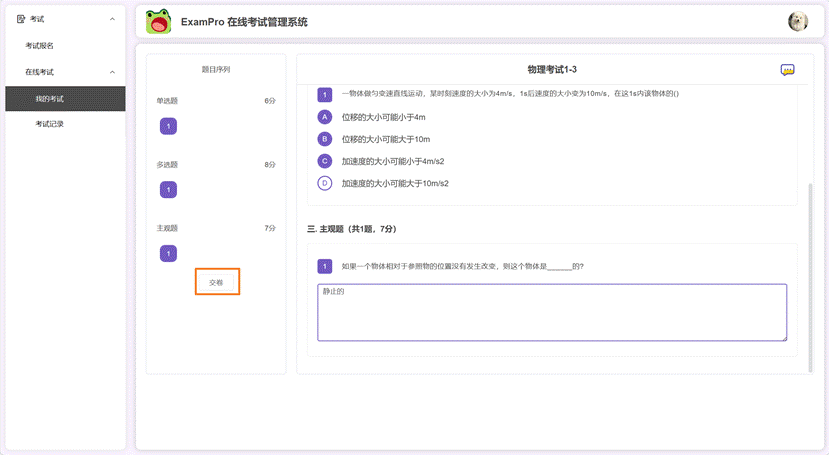 考试
考试报名
在线考试
我的考试
考试记录
ExamPro 在线考试管理系统
题目序列
单选题 6分
1
多选题 8分
1
主观题 7分
1
交卷
物理考试1-3
1 一物体做匀变速直线运动，某时刻速度的大小为4m/s，1s后速度的大小变为10m/s，在这1s内该物体的()
A 位移的大小可能小于4m
B 位移的大小可能大于10m
C 加速度的大小可能小于4m/s2
D 加速度的大小可能大于10m/s2
三. 主观题（共1题，7分）
1 如果一个物体相对于参照物的位置没有发生改变，则这个物体是______的?
静止的